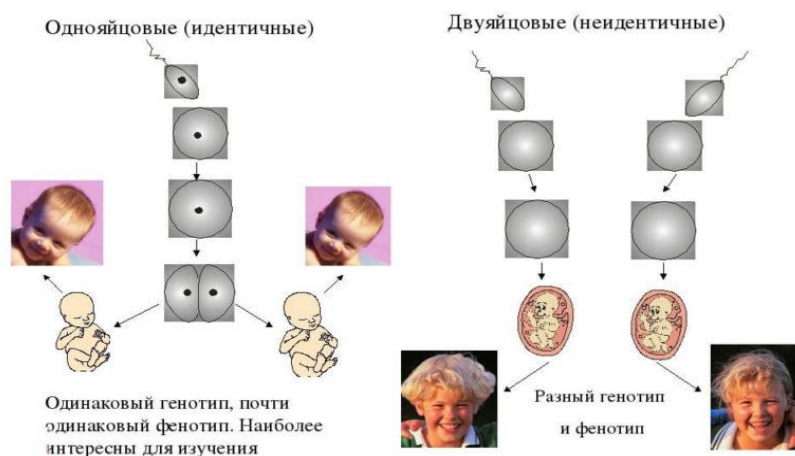 Однояйцовые (идентичные)
Двуяйцовые (неидентичные)
Одинаковый генотип, почти
одинаковый фенотип. Наиболее
интересны для изучения
Разный генотип
и фенотип